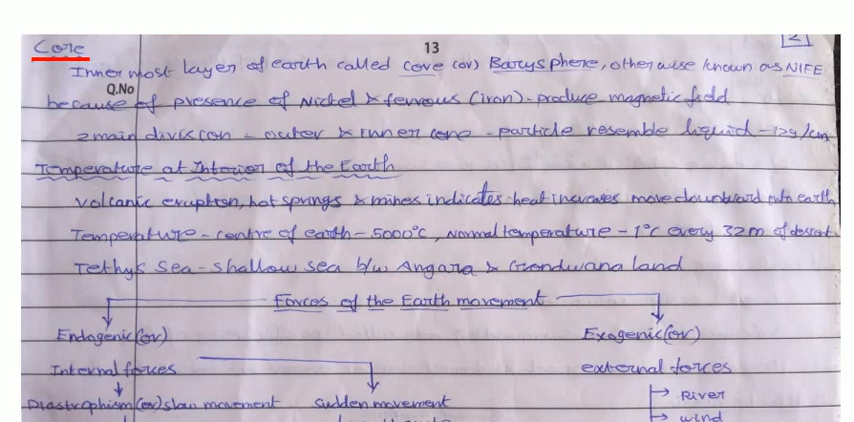 13
2
Core
Inner most layer of earth called core (or) Barysphere, otherwise known as NIFE
Q.No
because of presence of Nickel & ferrous (iron) - produce magnetic field
2 main division - outer & inner core - particle resemble liquid - 12g/cm
Temperature at Interior of the Earth
Volcanic eruption, hot springs & mines indicates heat increases move downward into earth
Temperature - centre of earth - 5000°C, Normal temperature - 1°C every 32m of descent
Tethys Sea - shallow sea b/w Angara & Gondwana land
Forces of the Earth movement
Endogenic (or) Exogenic (or)
Internal forces external forces
Diastrophism (or) slow movement Sudden movement → River
→ wind